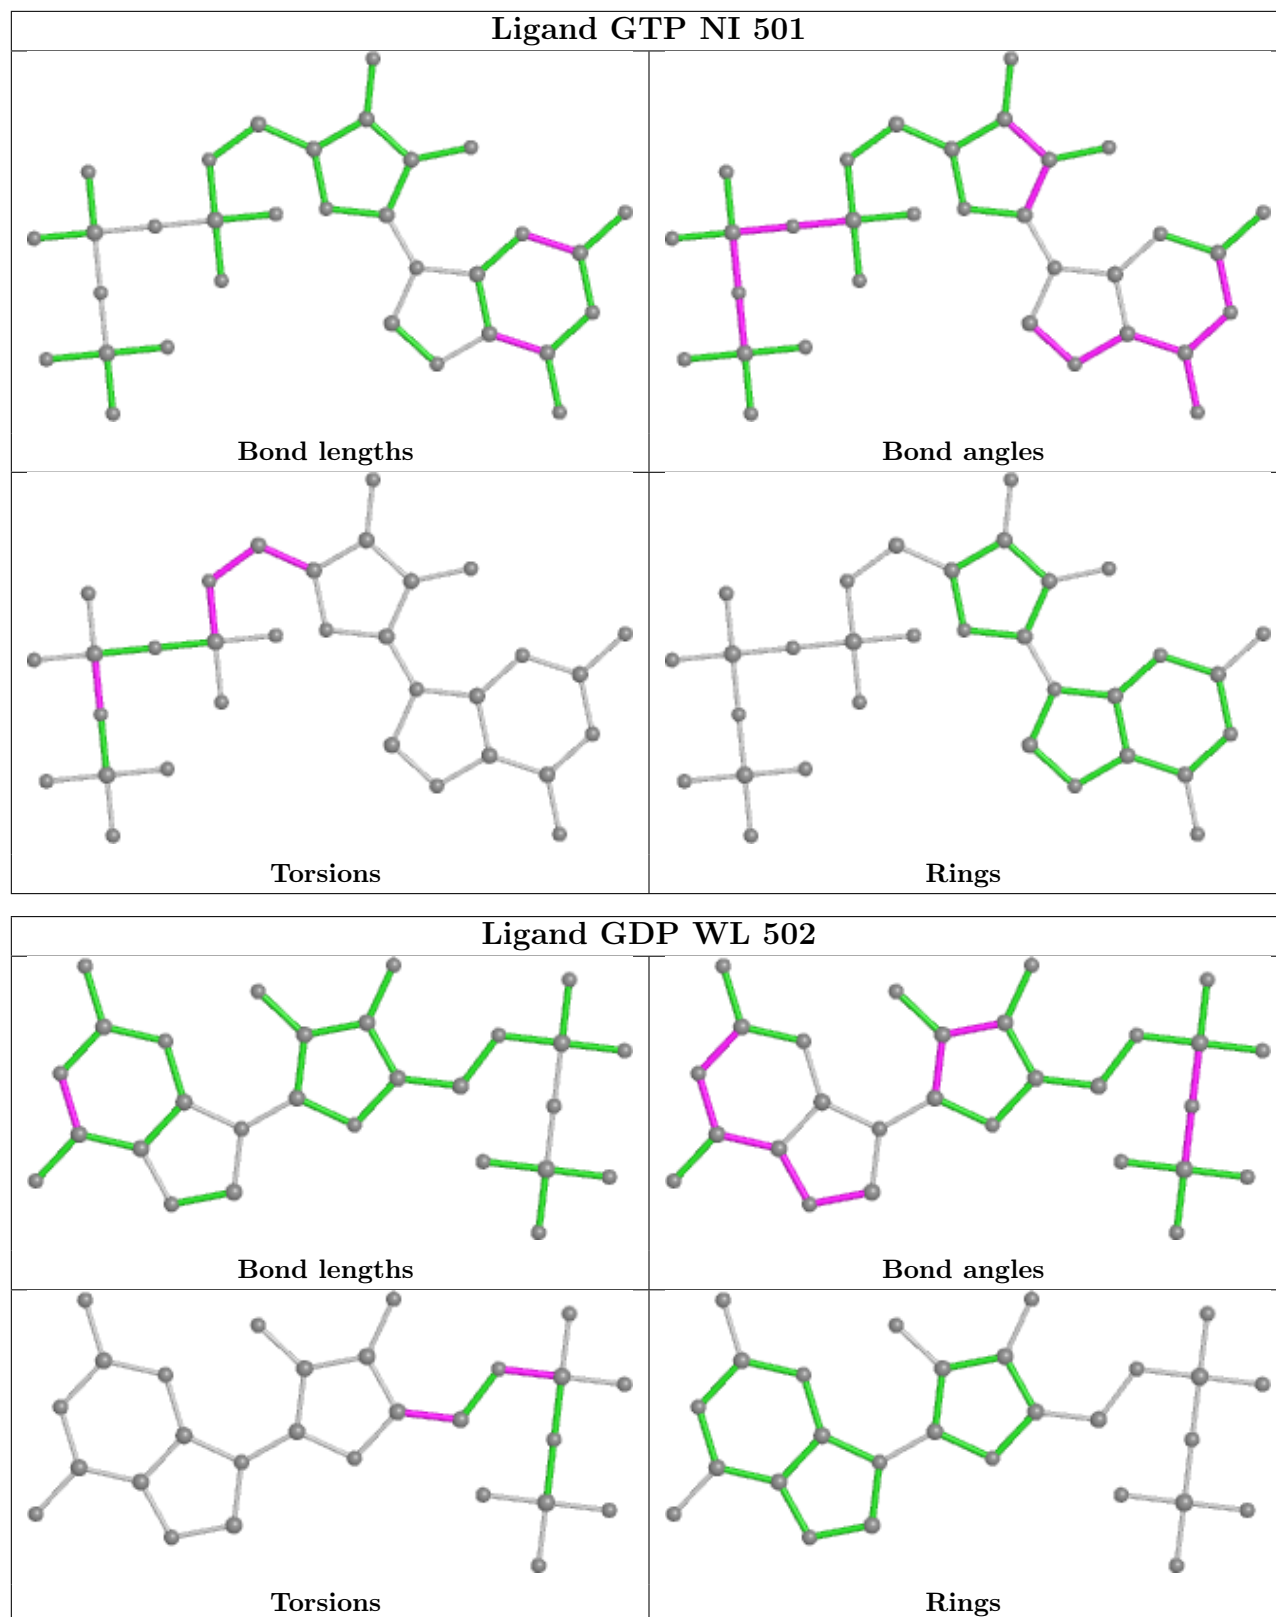 Ligand GTP NI 501
Bond lengths
Bond angles
Torsions
Rings
Ligand GDP WL 502
Bond lengths
Bond angles
Torsions
Rings